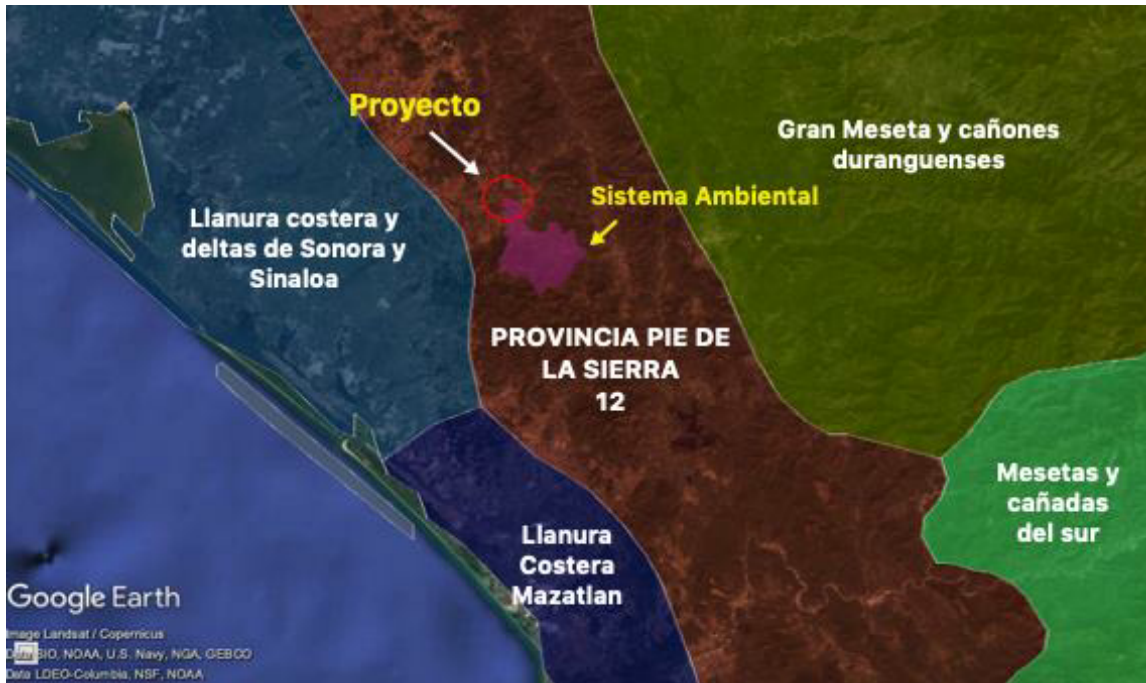 Proyecto
Gran Meseta y cañones
duranguenses
Sistema Ambiental
Llanura costera y
deltas de Sonora y
Sinaloa
PROVINCIA PIE DE
LA SIERRA
12
Mesetas y
cañadas
del sur
Llanura
Costera
Mazatlan
Google Earth
Image Landsat / Copernicus
Data SIO, NOAA, U.S. Navy, NGA, GEBCO
Data LDEO-Columbia, NSF, NOAA